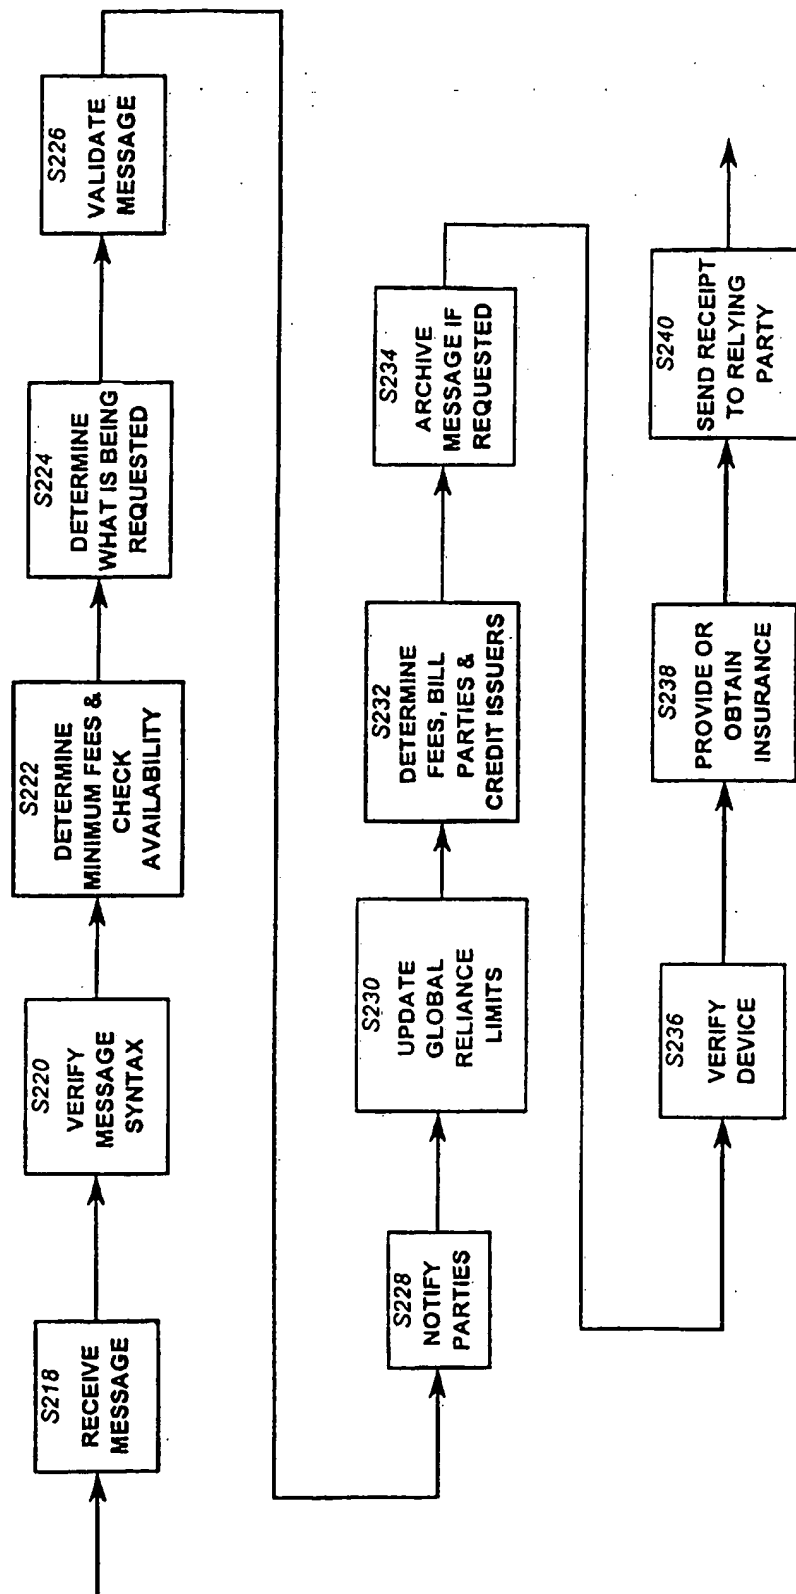 S218
RECEIVE
MESSAGE
S220
VERIFY
MESSAGE
SYNTAX
S222
DETERMINE
MINIMUM FEES &
CHECK
AVAILABILITY
S224
DETERMINE
WHAT IS BEING
REQUESTED
S226
VALIDATE
MESSAGE
S228
NOTIFY
PARTIES
S230
UPDATE
GLOBAL
RELIANCE
LIMITS
S232
DETERMINE
FEES, BILL
PARTIES &
CREDIT ISSUERS
S234
ARCHIVE
MESSAGE IF
REQUESTED
S236
VERIFY
DEVICE
S238
PROVIDE OR
OBTAIN
INSURANCE
S240
SEND RECEIPT
TO RELYING
PARTY